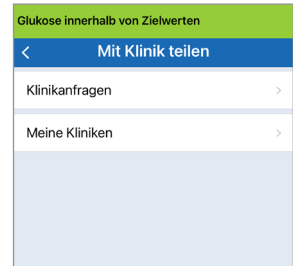 Glukose innerhalb von Zielwerten
Mit Klinik teilen
Klinikanfragen
Meine Kliniken